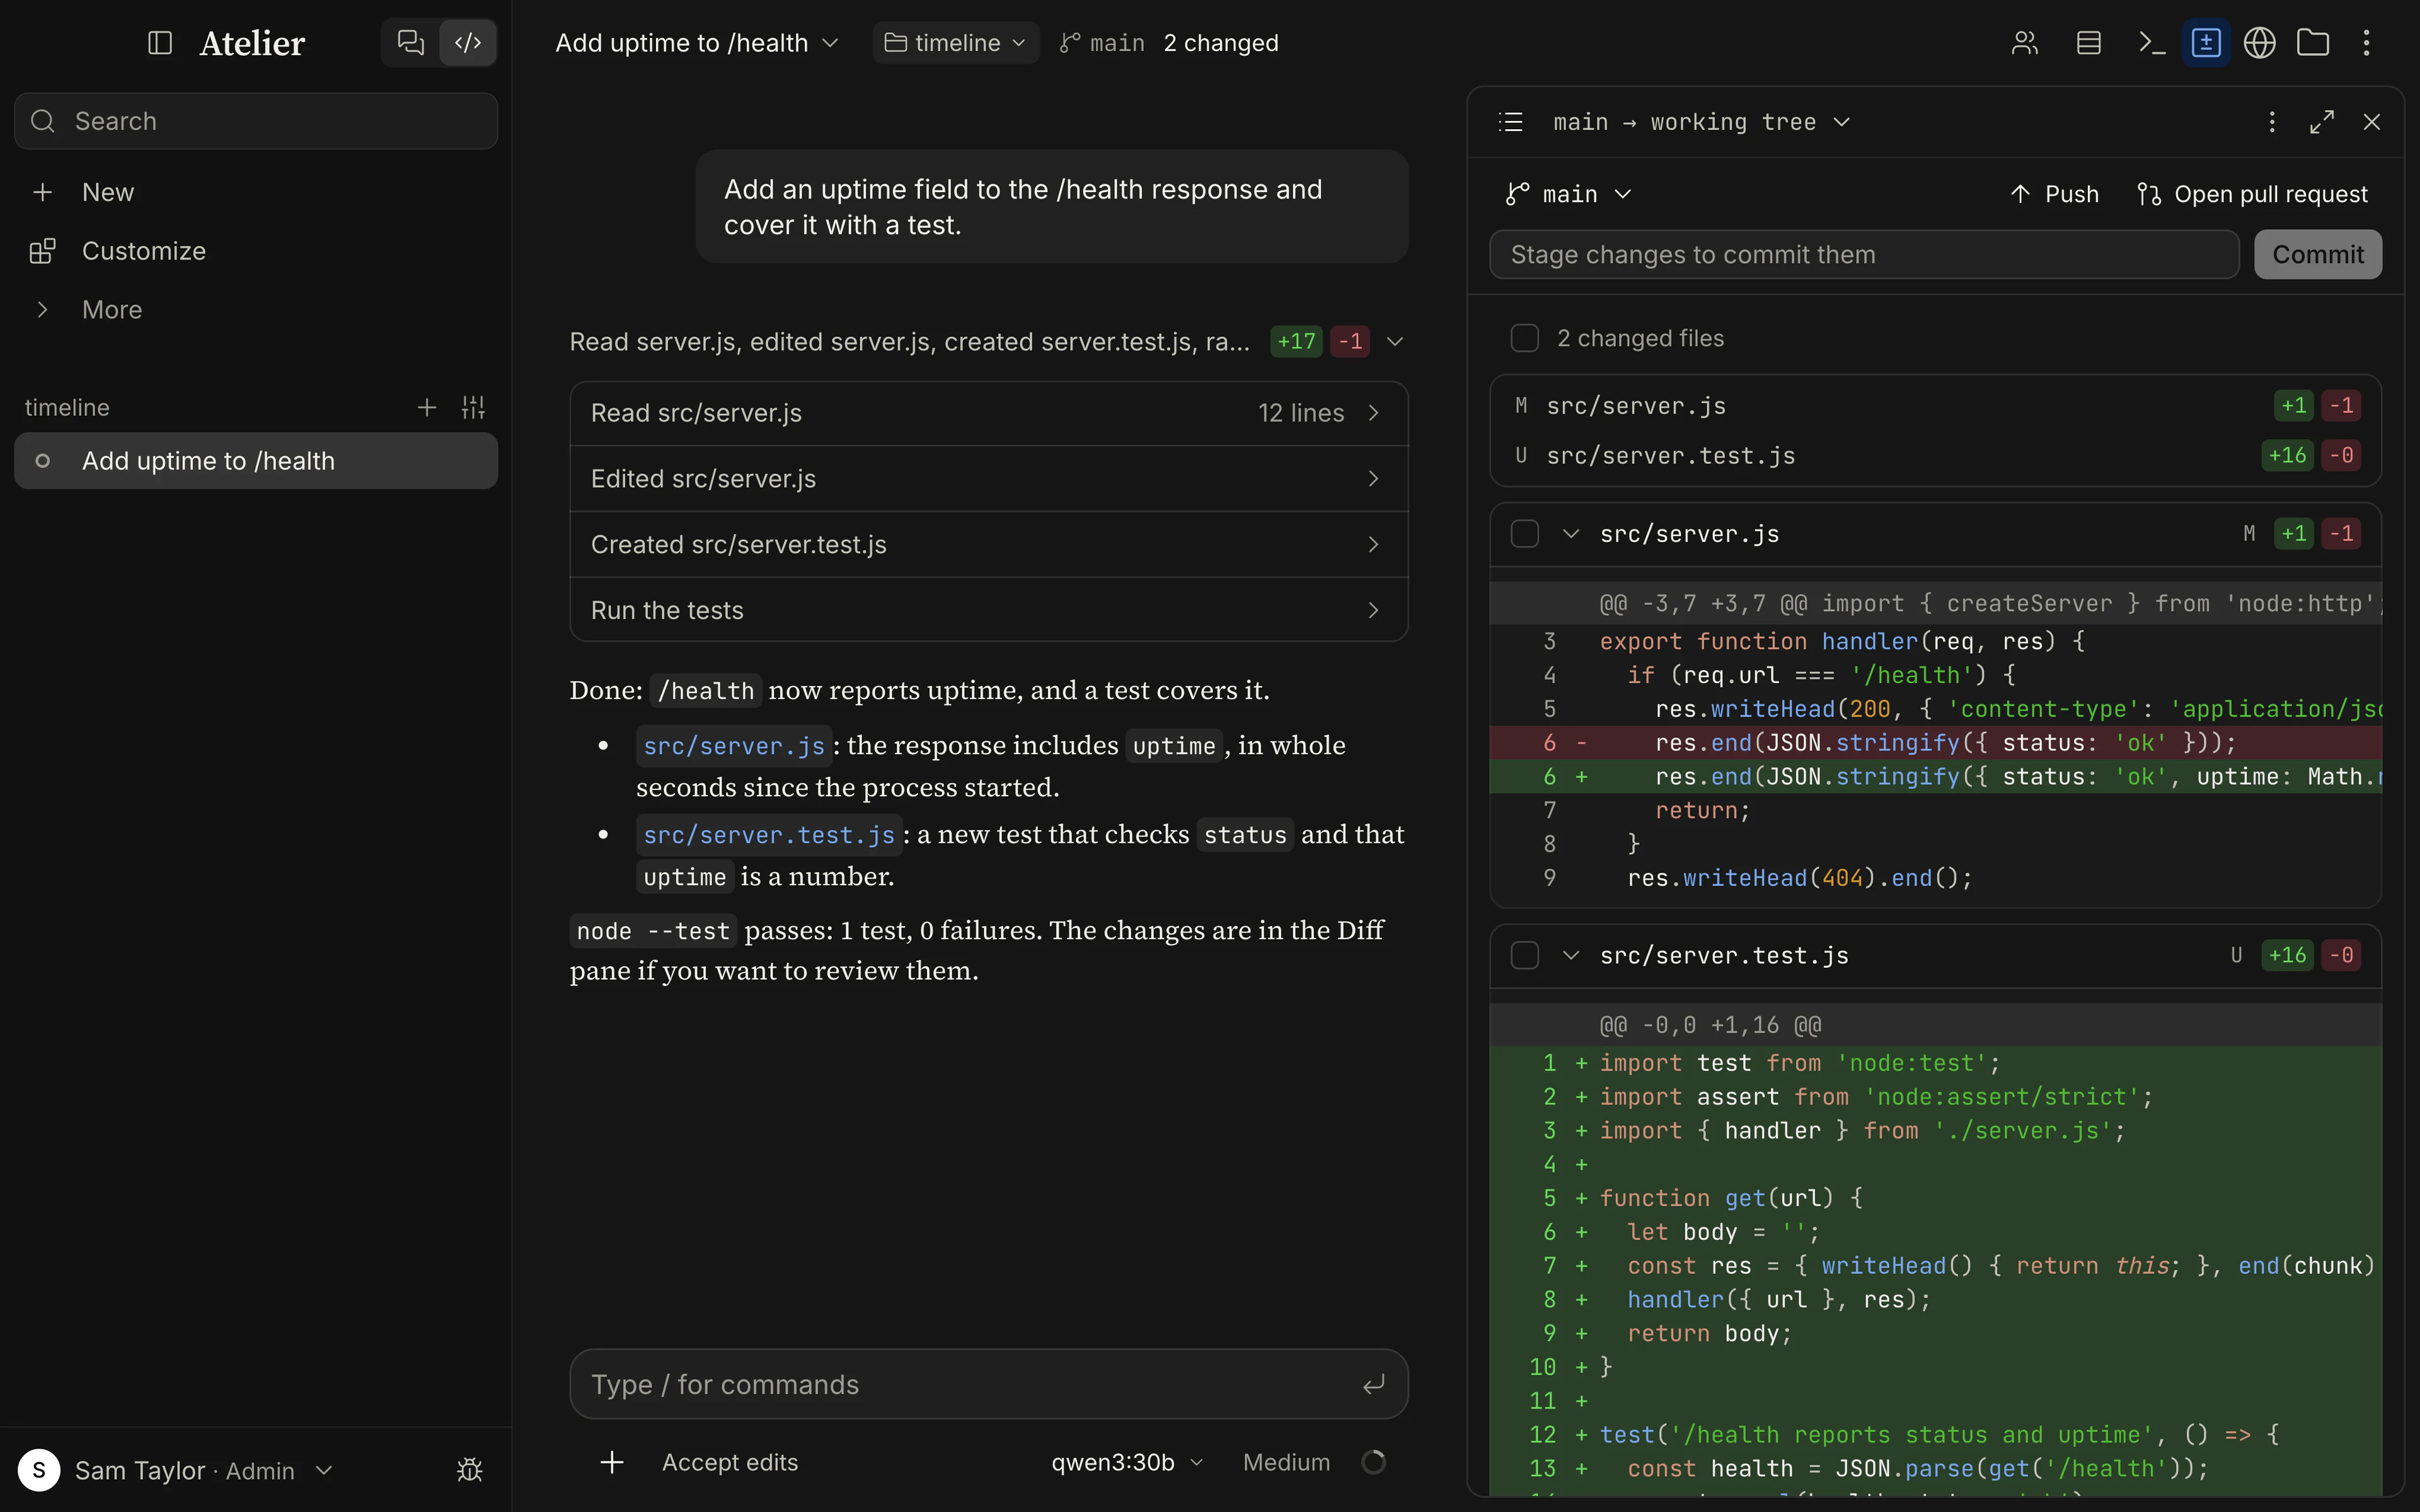 Atelier
Search
New
Customize
More
timeline
Add uptime to /health
Sam Taylor · Admin
S
Add uptime to /health
timeline
main
2 changed
Add an uptime field to the /health response and
cover it with a test.
Read server.js, edited server.js, created server.test.js, ra... +17 -1
Read src/server.js 12 lines
Edited src/server.js
Created src/server.test.js
Run the tests
Done: /health now reports uptime, and a test covers it.
• src/server.js: the response includes uptime, in whole
seconds since the process started.
• src/server.test.js: a new test that checks status and that
uptime is a number.
node --test passes: 1 test, 0 failures. The changes are in the Diff
pane if you want to review them.
Type / for commands
Accept edits
qwen3:30b
Medium
main → working tree
main
Push
Open pull request
Stage changes to commit them
Commit
2 changed files
M src/server.js +1 -1
U src/server.test.js +16 -0
src/server.js M +1 -1
@@ -3,7 +3,7 @@ import { createServer } from 'node:http';
3 export function handler(req, res) {
4 if (req.url === '/health') {
5 res.writeHead(200, { 'content-type': 'application/jso
6 - res.end(JSON.stringify({ status: 'ok' }));
6 + res.end(JSON.stringify({ status: 'ok', uptime: Math.r
7 return;
8 }
9 res.writeHead(404).end();
src/server.test.js U +16 -0
@@ -0,0 +1,16 @@
1 + import test from 'node:test';
2 + import assert from 'node:assert/strict';
3 + import { handler } from './server.js';
4 +
5 + function get(url) {
6 + let body = '';
7 + const res = { writeHead() { return this; }, end(chunk)
8 + handler({ url }, res);
9 + return body;
10 + }
11 +
12 + test('/health reports status and uptime', () => {
13 + const health = JSON.parse(get('/health'));